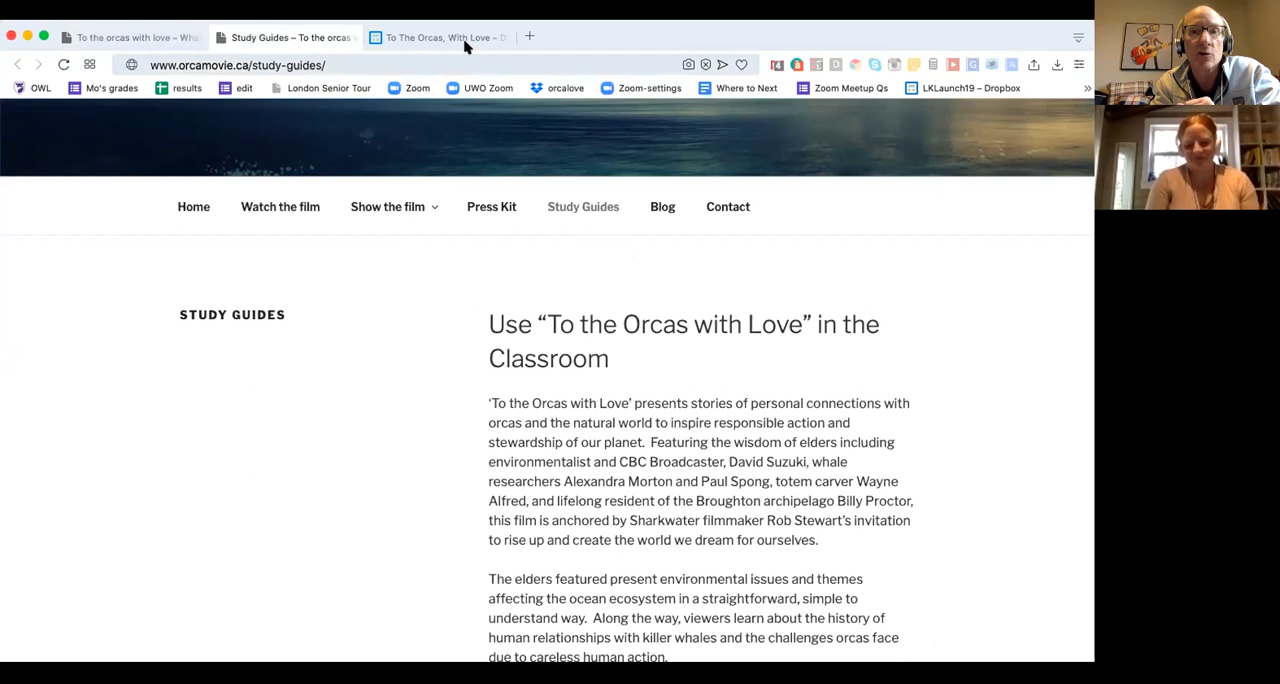 To the orcas with love – Wha
Study Guides – To the orcas w
To The Orcas, With Love – D
www.orcamovie.ca/study-guides/
OWL
Mo's grades
results
edit
London Senior Tour
Zoom
UWO Zoom
orcalove
Zoom-settings
Where to Next
Zoom Meetup Qs
LKLaunch19 – Dropbox
Home
Watch the film
Show the film
Press Kit
Study Guides
Blog
Contact
STUDY GUIDES
Use “To the Orcas with Love” in the
Classroom
‘To the Orcas with Love’ presents stories of personal connections with
orcas and the natural world to inspire responsible action and
stewardship of our planet.  Featuring the wisdom of elders including
environmentalist and CBC Broadcaster, David Suzuki, whale
researchers Alexandra Morton and Paul Spong, totem carver Wayne
Alfred, and lifelong resident of the Broughton archipelago Billy Proctor,
this film is anchored by Sharkwater filmmaker Rob Stewart’s invitation
to rise up and create the world we dream for ourselves.
The elders featured present environmental issues and themes
affecting the ocean ecosystem in a straightforward, simple to
understand way.  Along the way, viewers learn about the history of
human relationships with killer whales and the challenges orcas face
due to careless human action.